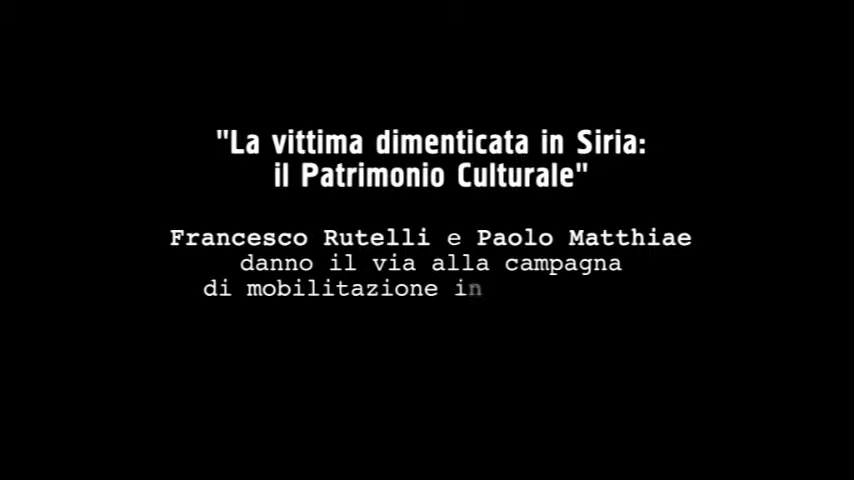 "La vittima dimenticata in Siria:
il Patrimonio Culturale"
Francesco Rutelli e Paolo Matthiae
danno il via alla campagna
di mobilitazione in